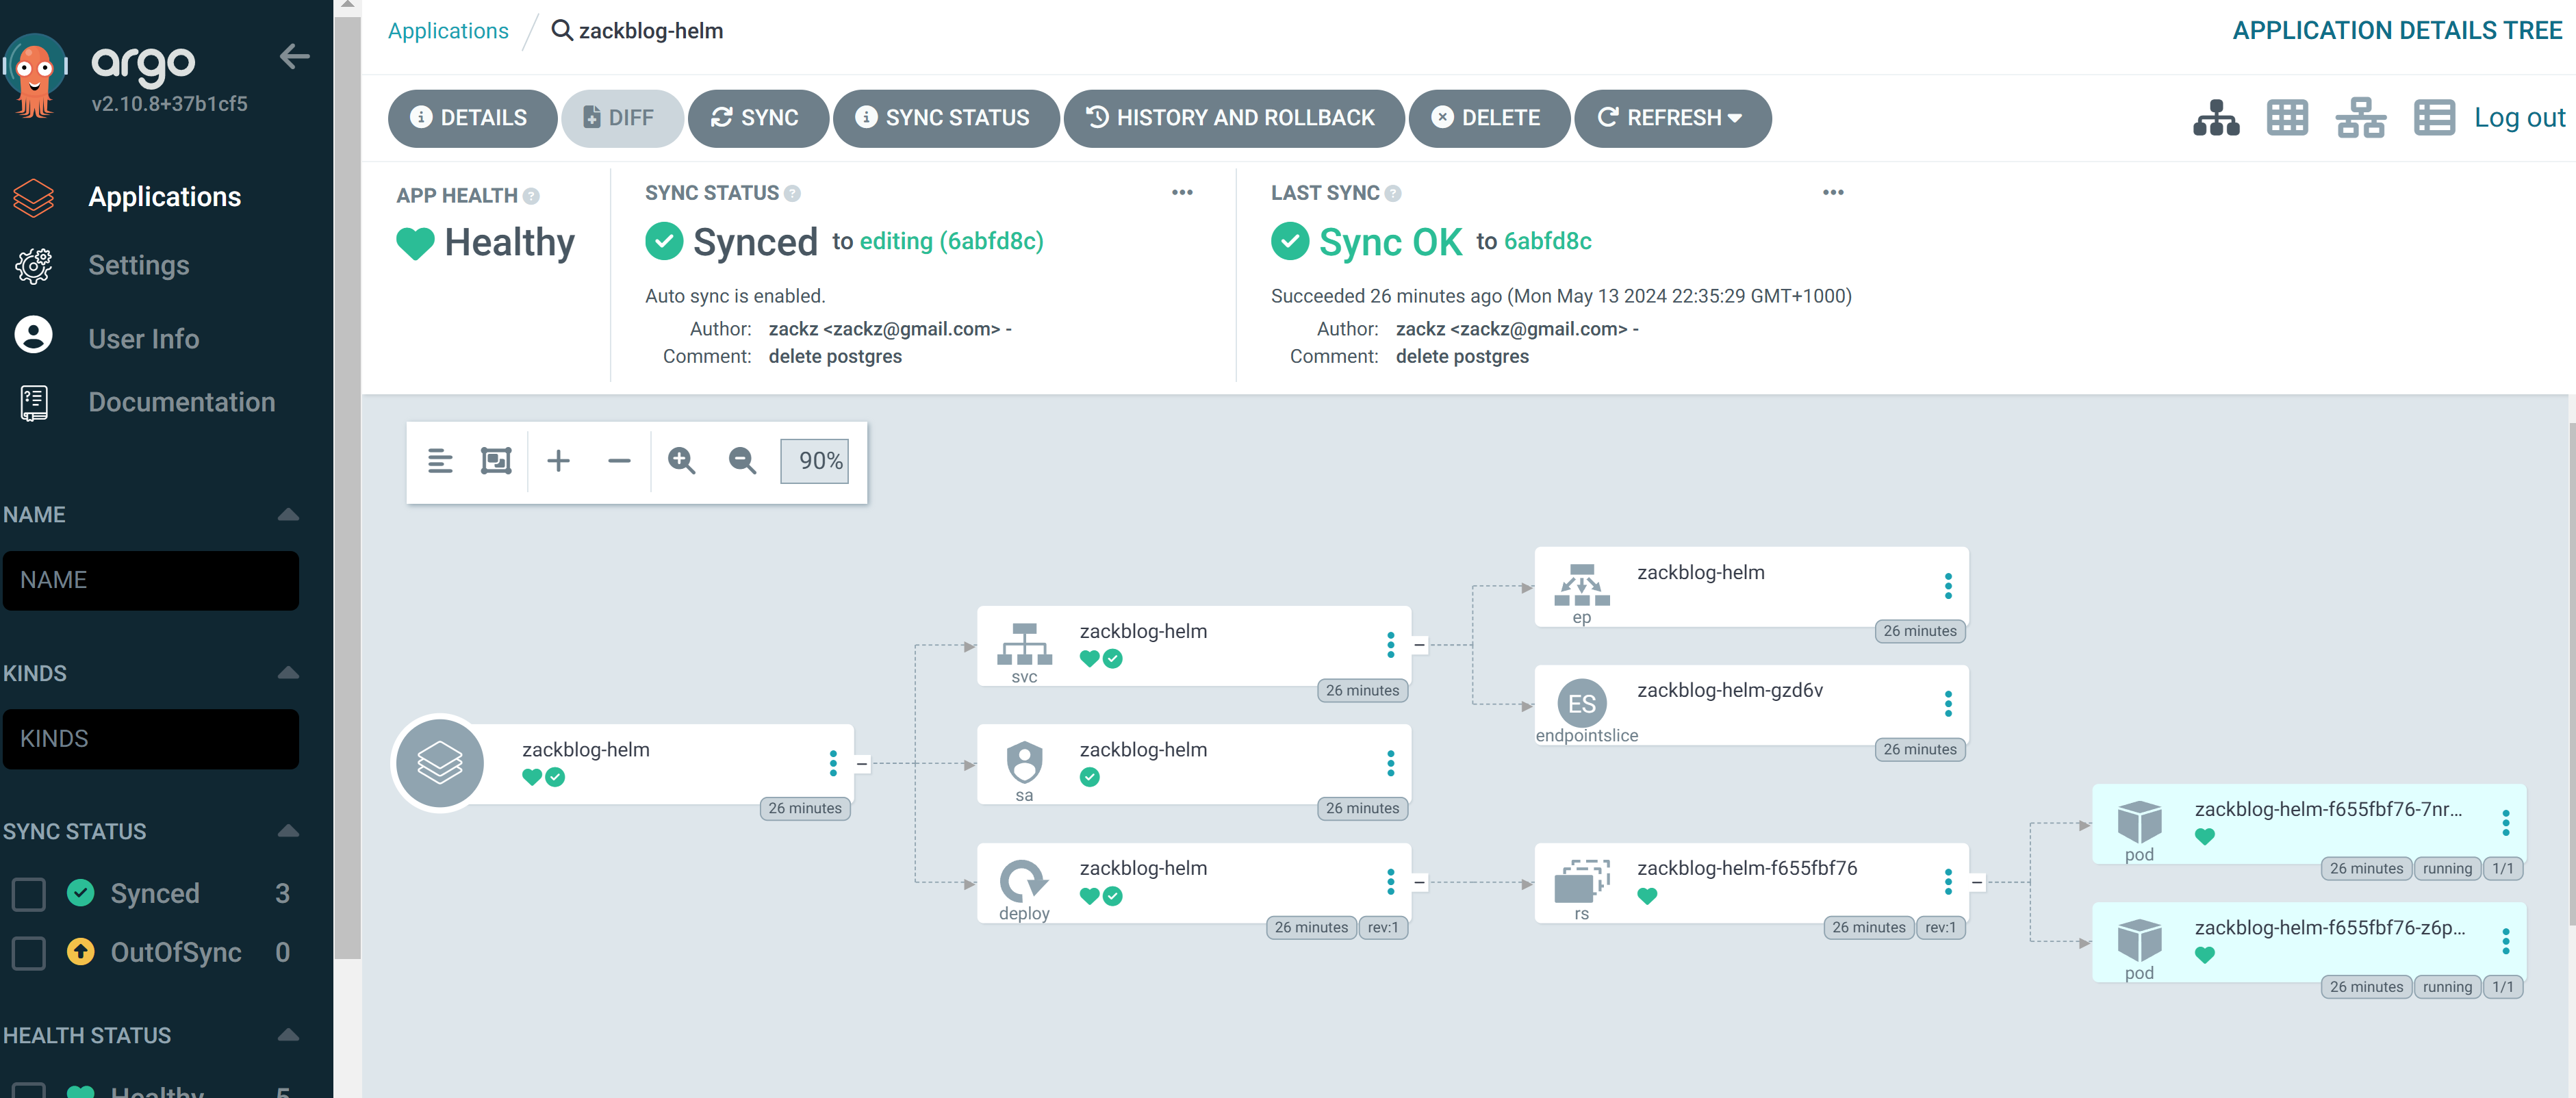 argo
v2.10.8+37b1cf5
Applications
Settings
User Info
Documentation
NAME
NAME
KINDS
KINDS
SYNC STATUS
Synced 3
OutOfSync 0
HEALTH STATUS
Healthy 5
Applications / zackblog-helm
APPLICATION DETAILS TREE
DETAILS DIFF SYNC SYNC STATUS HISTORY AND ROLLBACK DELETE REFRESH
Log out
APP HEALTH
Healthy
SYNC STATUS
Synced to editing (6abfd8c)
Auto sync is enabled.
Author: zackz <zackz@gmail.com> -
Comment: delete postgres
LAST SYNC
Sync OK to 6abfd8c
Succeeded 26 minutes ago (Mon May 13 2024 22:35:29 GMT+1000)
Author: zackz <zackz@gmail.com> -
Comment: delete postgres
90%
zackblog-helm
26 minutes
zackblog-helm
svc
26 minutes
zackblog-helm
sa
26 minutes
zackblog-helm
deploy
26 minutes rev:1
zackblog-helm
ep
26 minutes
ES
zackblog-helm-gzd6v
endpointslice
26 minutes
zackblog-helm-f655fbf76
rs
26 minutes rev:1
zackblog-helm-f655fbf76-7nr...
pod
26 minutes running 1/1
zackblog-helm-f655fbf76-z6p...
pod
26 minutes running 1/1